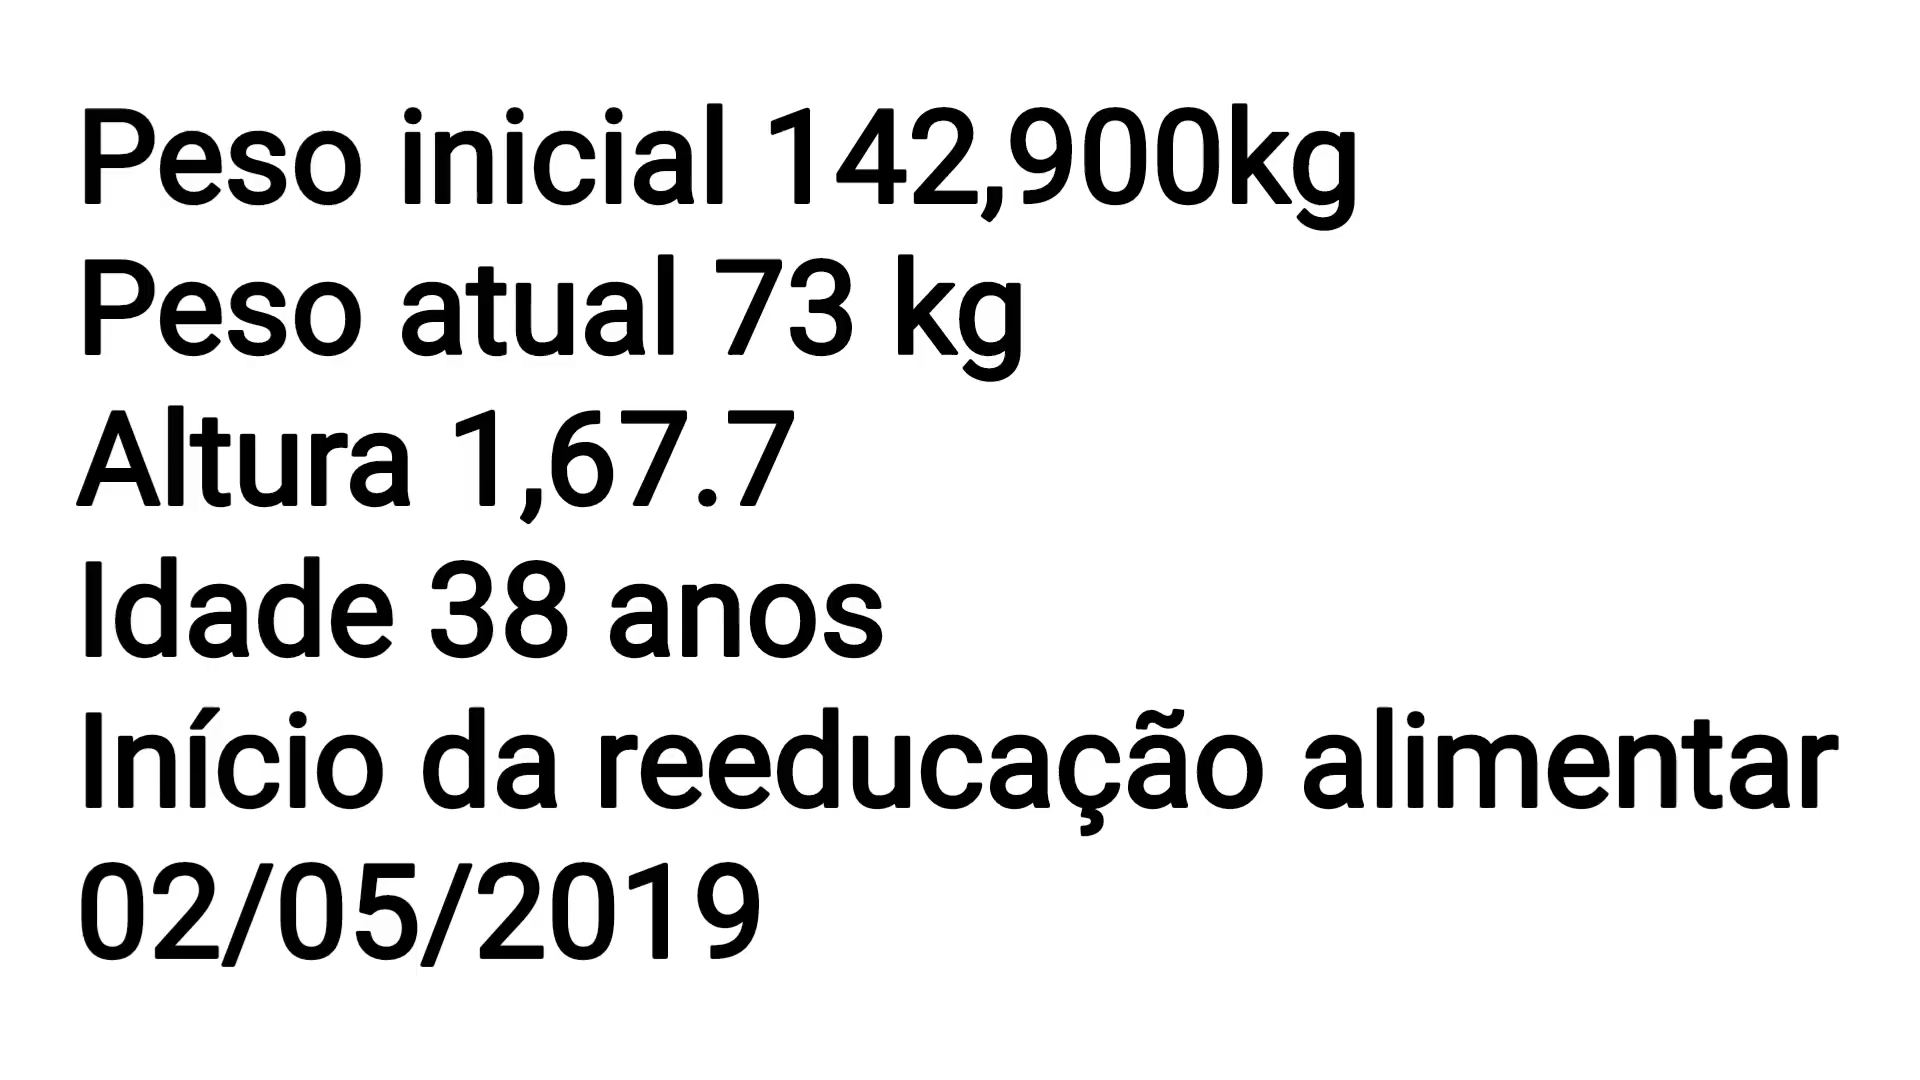 Peso inicial 142,900kg
Peso atual 73 kg
Altura 1,67.7
Idade 38 anos
Início da reeducação alimentar
02/05/2019